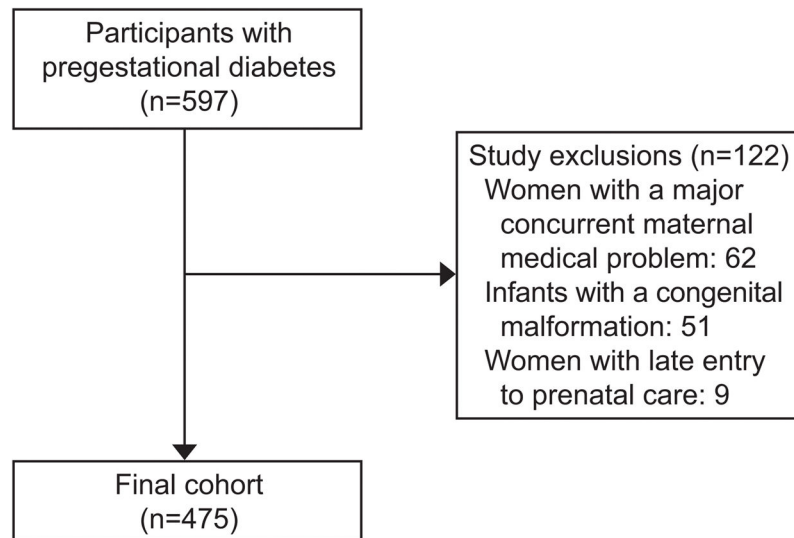 Participants with
pregestational diabetes
(n=597)
Study exclusions (n=122)
Women with a major
concurrent maternal
medical problem: 62
Infants with a congenital
malformation: 51
Women with late entry
to prenatal care: 9
Final cohort
(n=475)